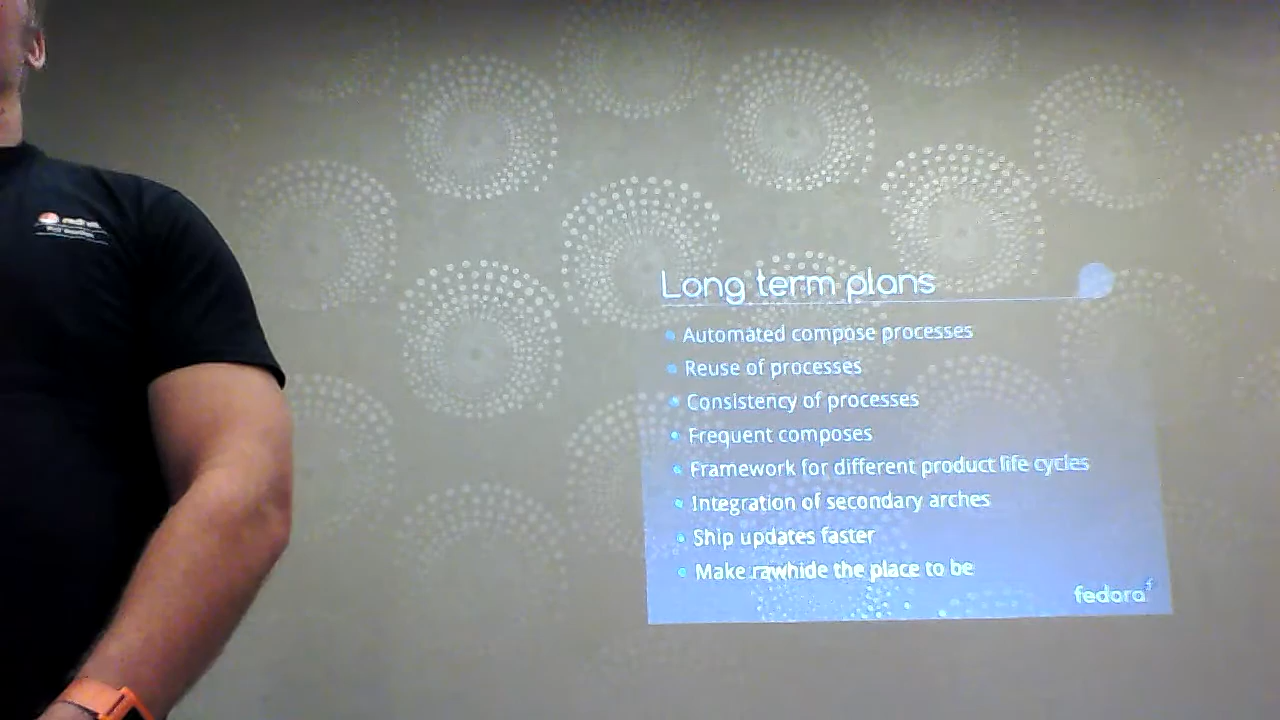 Long term plans
Automated compose processes
Reuse of processes
Consistency of processes
Frequent composes
Framework for different product life cycles
Integration of secondary arches
Ship updates faster
Make rawhide the place to be
fedora